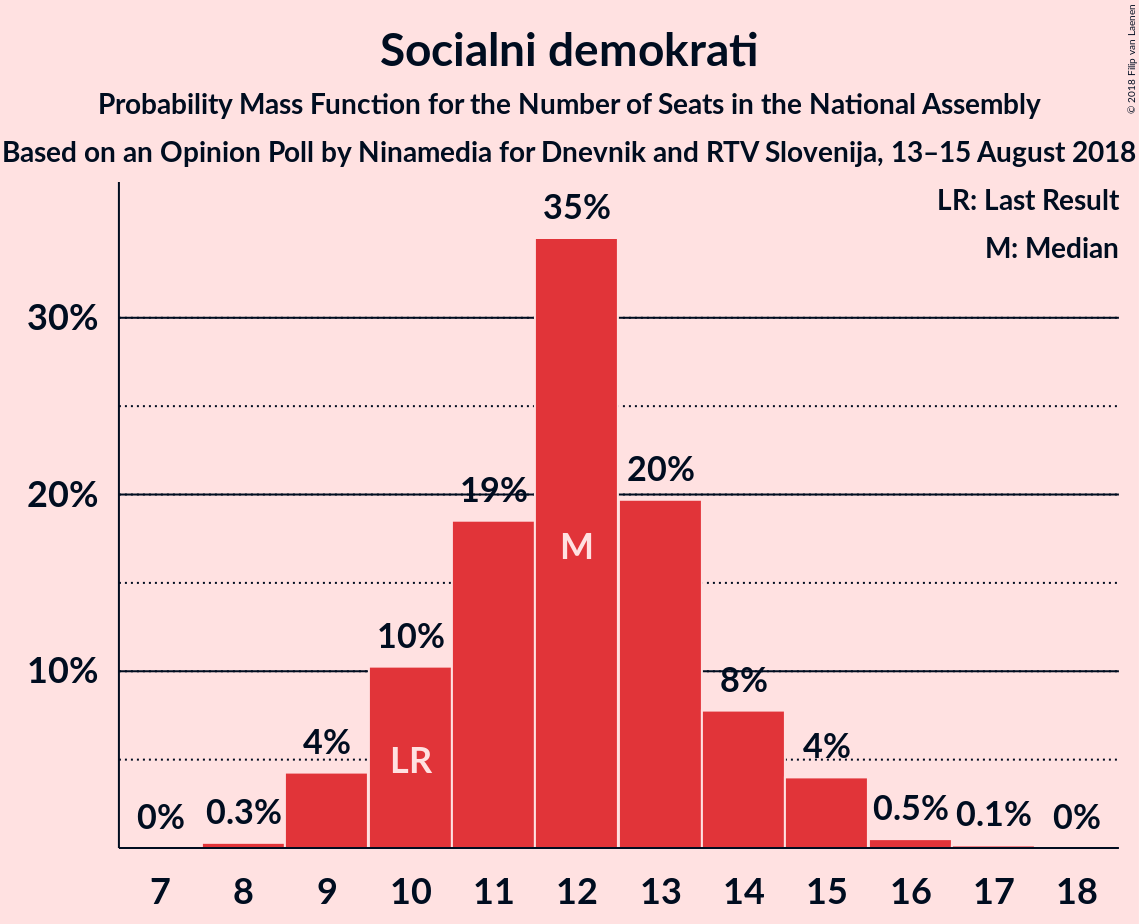 Socialni demokrati
Probability Mass Function for the Number of Seats in the National Assembly
Based on an Opinion Poll by Ninamedia for Dnevnik and RTV Slovenija, 13–15 August 2018
© 2018 Filip van Laenen
LR: Last Result
M: Median
35%
30%
20%
19%
20%
M
10%
10%
8%
4%
LR
4%
0%
0.3%
0.5%
0.1%
0%
7 8 9 10 11 12 13 14 15 16 17 18